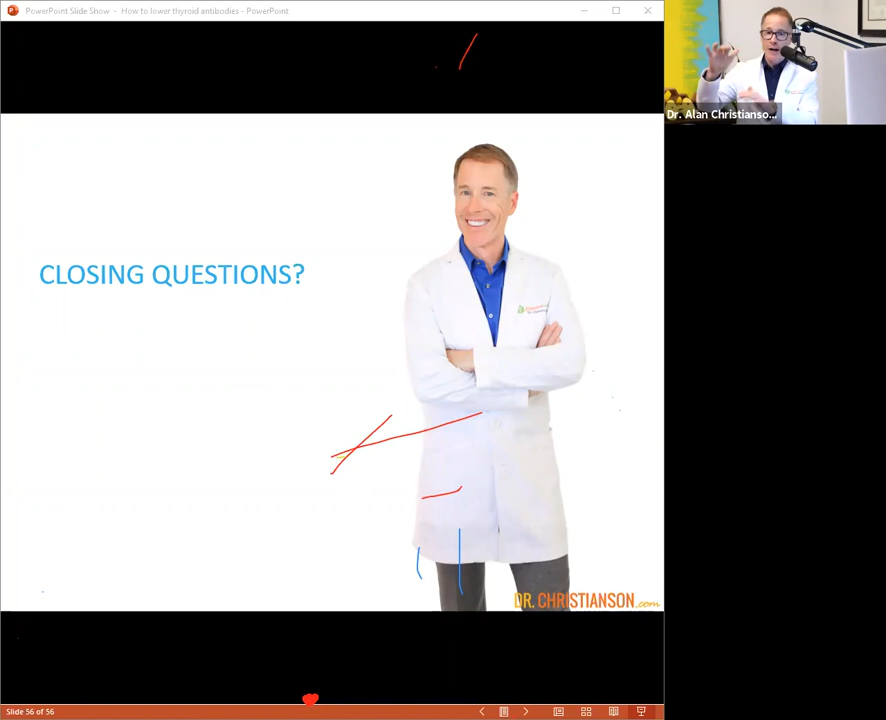 PowerPoint Slide Show - How to lower thyroid antibodies - PowerPoint
Dr. Alan Christianso...
CLOSING QUESTIONS?
DR. CHRISTIANSON.com
Slide 56 of 56